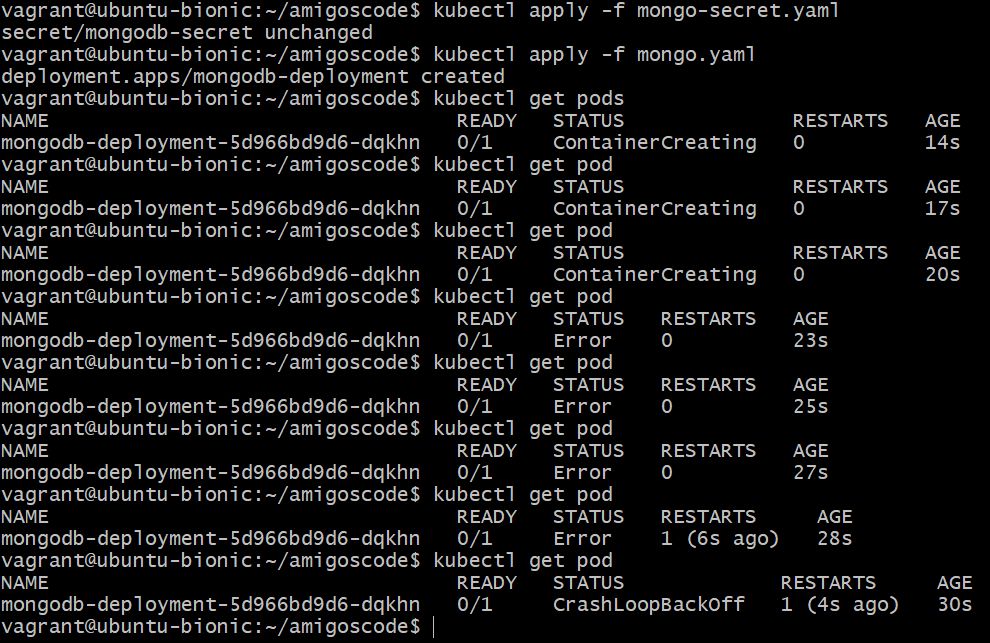 vagrant@ubuntu-bionic:~/amigoscode$ kubectl apply -f mongo-secret.yaml
secret/mongodb-secret unchanged
vagrant@ubuntu-bionic:~/amigoscode$ kubectl apply -f mongo.yaml
deployment.apps/mongodb-deployment created
vagrant@ubuntu-bionic:~/amigoscode$ kubectl get pods
NAME READY STATUS RESTARTS AGE
mongodb-deployment-5d966bd9d6-dqkhn 0/1 ContainerCreating 0 14s
vagrant@ubuntu-bionic:~/amigoscode$ kubectl get pod
NAME READY STATUS RESTARTS AGE
mongodb-deployment-5d966bd9d6-dqkhn 0/1 ContainerCreating 0 17s
vagrant@ubuntu-bionic:~/amigoscode$ kubectl get pod
NAME READY STATUS RESTARTS AGE
mongodb-deployment-5d966bd9d6-dqkhn 0/1 ContainerCreating 0 20s
vagrant@ubuntu-bionic:~/amigoscode$ kubectl get pod
NAME READY STATUS RESTARTS AGE
mongodb-deployment-5d966bd9d6-dqkhn 0/1 Error 0 23s
vagrant@ubuntu-bionic:~/amigoscode$ kubectl get pod
NAME READY STATUS RESTARTS AGE
mongodb-deployment-5d966bd9d6-dqkhn 0/1 Error 0 25s
vagrant@ubuntu-bionic:~/amigoscode$ kubectl get pod
NAME READY STATUS RESTARTS AGE
mongodb-deployment-5d966bd9d6-dqkhn 0/1 Error 0 27s
vagrant@ubuntu-bionic:~/amigoscode$ kubectl get pod
NAME READY STATUS RESTARTS AGE
mongodb-deployment-5d966bd9d6-dqkhn 0/1 Error 1 (6s ago) 28s
vagrant@ubuntu-bionic:~/amigoscode$ kubectl get pod
NAME READY STATUS RESTARTS AGE
mongodb-deployment-5d966bd9d6-dqkhn 0/1 CrashLoopBackOff 1 (4s ago) 30s
vagrant@ubuntu-bionic:~/amigoscode$